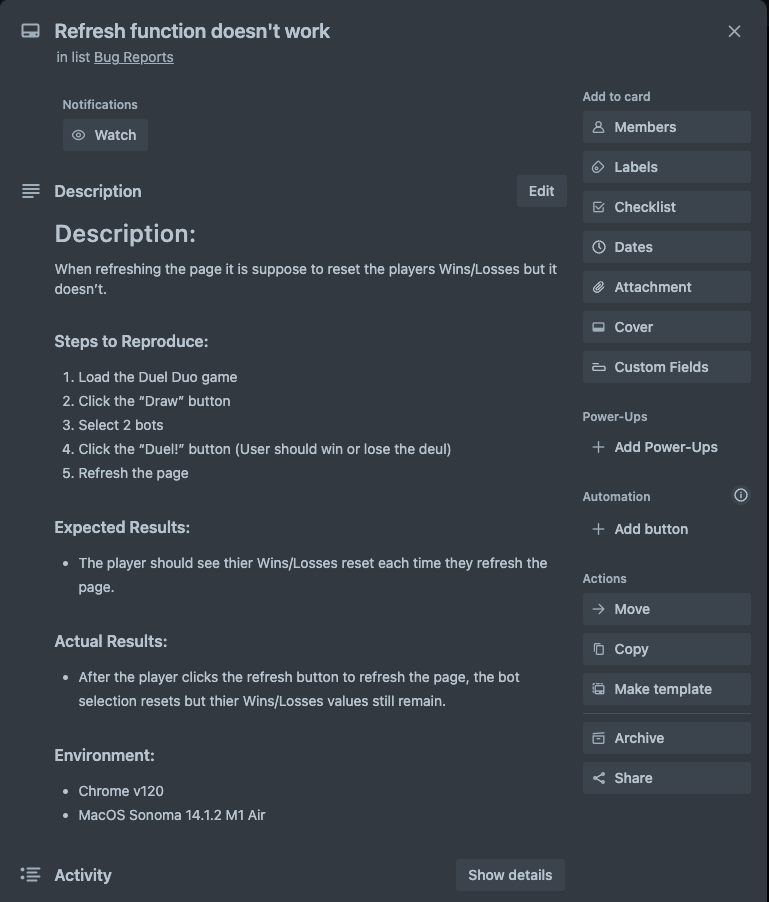 Refresh function doesn't work
in list Bug Reports
Notifications
Watch
Description
Edit
Description:
When refreshing the page it is suppose to reset the players Wins/Losses but it
doesn’t.
Steps to Reproduce:
1. Load the Duel Duo game
2. Click the “Draw” button
3. Select 2 bots
4. Click the “Duel!” button (User should win or lose the deul)
5. Refresh the page
Expected Results:
• The player should see thier Wins/Losses reset each time they refresh the
page.
Actual Results:
• After the player clicks the refresh button to refresh the page, the bot
selection resets but thier Wins/Losses values still remain.
Environment:
• Chrome v120
• MacOS Sonoma 14.1.2 M1 Air
Activity
Show details
Add to card
Members
Labels
Checklist
Dates
Attachment
Cover
Custom Fields
Power-Ups
Add Power-Ups
Automation
Add button
Actions
Move
Copy
Make template
Archive
Share